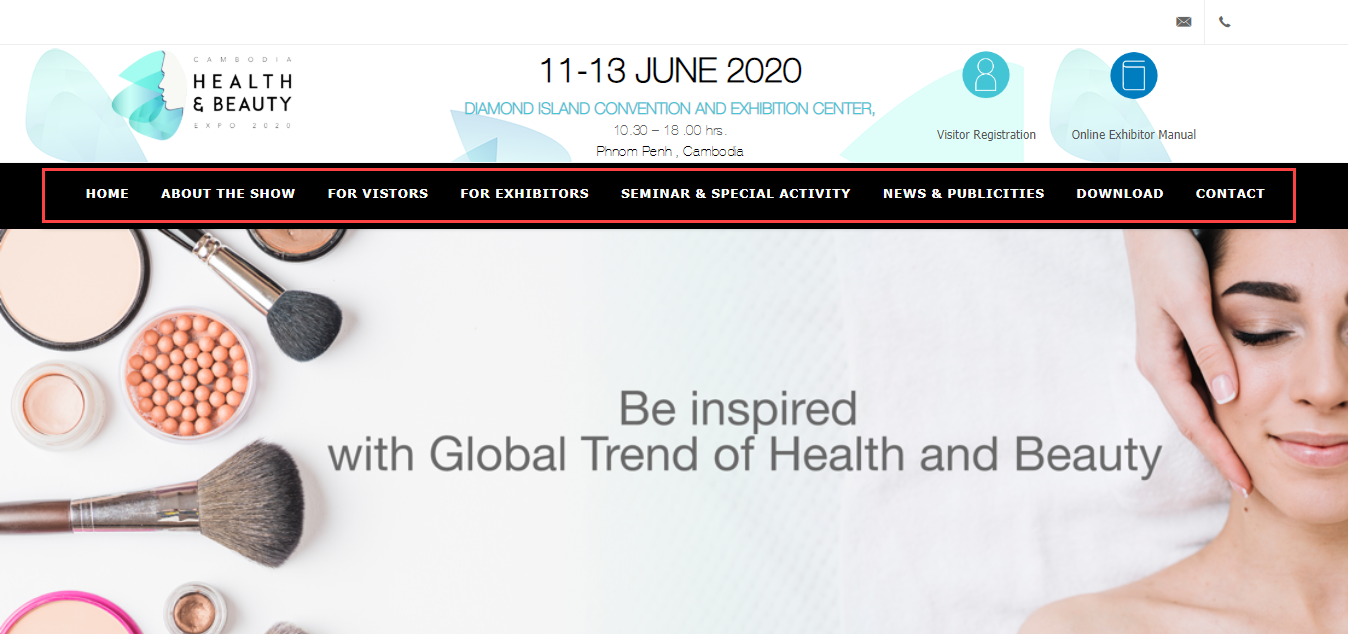 CAMBODIA
HEALTH
& BEAUTY
EXPO 2020
11-13 JUNE 2020
DIAMOND ISLAND CONVENTION AND EXHIBITION CENTER,
10.30 – 18 .00 hrs.
Phnom Penh , Cambodia
Visitor Registration
Online Exhibitor Manual
HOME ABOUT THE SHOW FOR VISTORS FOR EXHIBITORS SEMINAR & SPECIAL ACTIVITY NEWS & PUBLICITIES DOWNLOAD CONTACT
Be inspired
with Global Trend of Health and Beauty